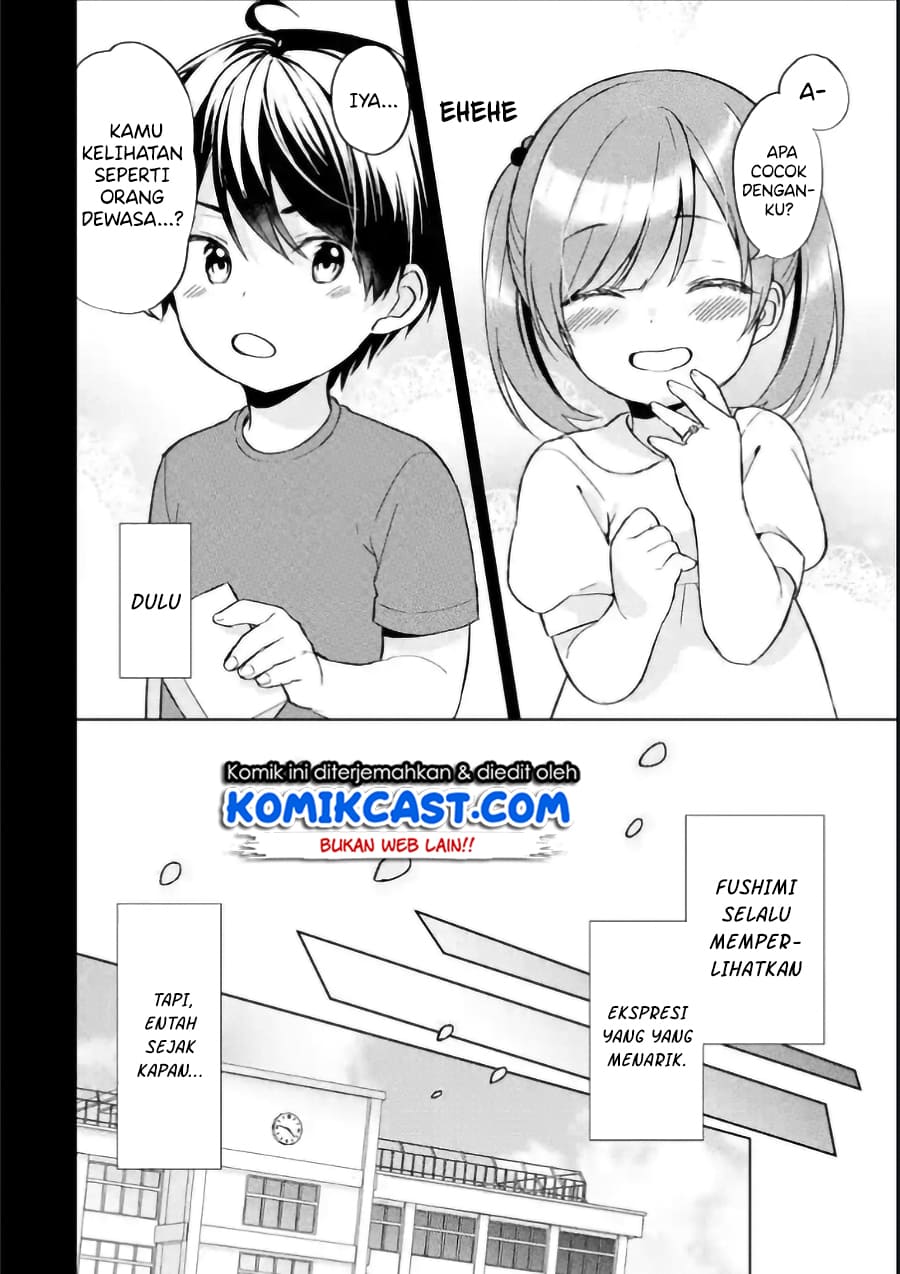 A-
APA
COCOK
DENGAN-
KU?
EHEHE
IYA...
KAMU
KELIHATAN
SEPERTI
ORANG
DEWASA...?
DULU
Komik ini diterjemahkan & diedit oleh
KOMIKCAST.COM
BUKAN WEB LAIN!!
FUSHIMI
SELALU
MEMPER-
LIHATKAN
EKSPRESI
YANG YANG
MENARIK.
TAPI,
ENTAH
SEJAK
KAPAN...